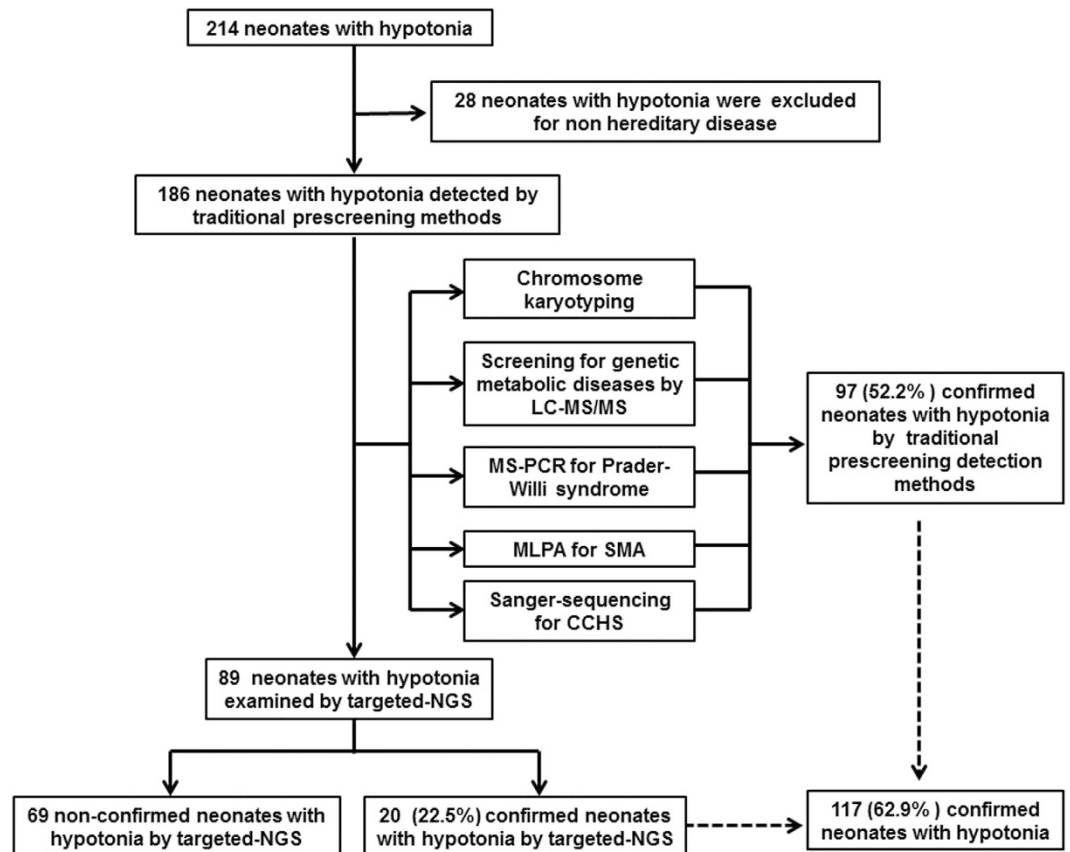 214 neonates with hypotonia
28 neonates with hypotonia were excluded
for non hereditary disease
186 neonates with hypotonia detected by
traditional prescreening methods
Chromosome
karyotyping
Screening for genetic
metabolic diseases by
LC-MS/MS
MS-PCR for Prader-
Willi syndrome
MLPA for SMA
Sanger-sequencing
for CCHS
97 (52.2% ) confirmed
neonates with hypotonia
by traditional
prescreening detection
methods
89 neonates with hypotonia
examined by targeted-NGS
69 non-confirmed neonates with
hypotonia by targeted-NGS
20 (22.5%) confirmed neonates
with hypotonia by targeted-NGS
117 (62.9% ) confirmed
neonates with hypotonia